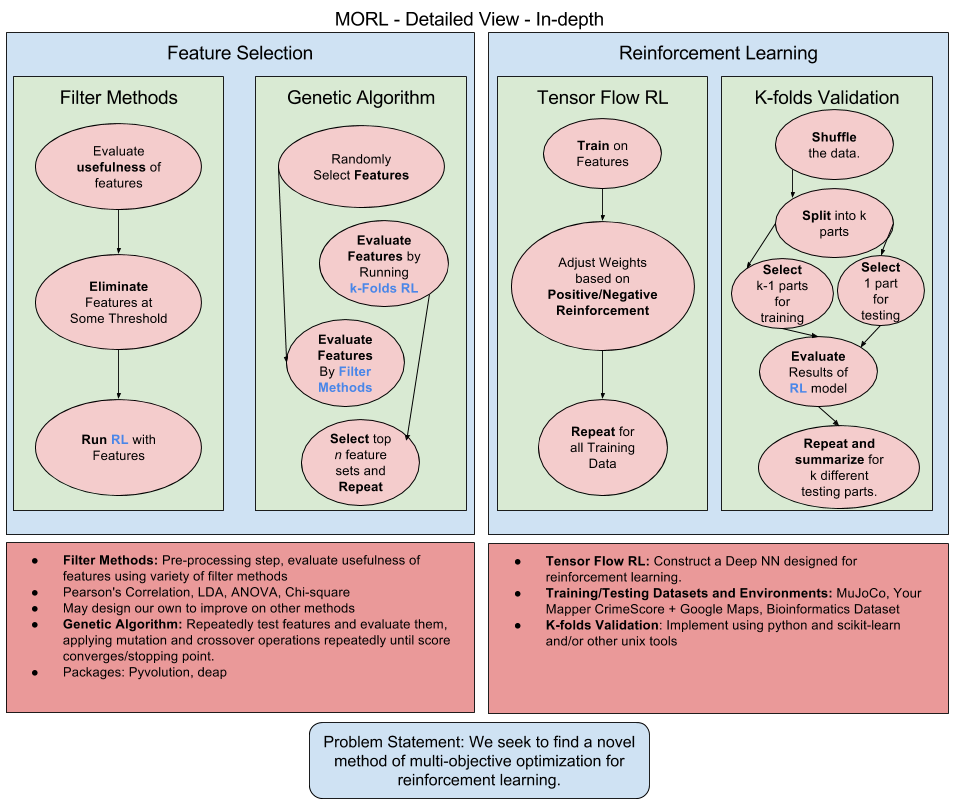 MORL - Detailed View - In-depth
Feature Selection
Filter Methods
Evaluate
usefulness of
features
Eliminate
Features at
Some Threshold
Run RL with
Features
Genetic Algorithm
Randomly
Select Features
Evaluate
Features by
Running
k-Folds RL
Evaluate
Features
By Filter
Methods
Select top
n feature
sets and
Repeat
Reinforcement Learning
Tensor Flow RL
Train on
Features
Adjust Weights
based on
Positive/Negative
Reinforcement
Repeat for
all Training
Data
K-folds Validation
Shuffle
the data.
Split into k
parts
Select
k-1 parts
for
training
Select
1 part
for
testing
Evaluate
Results of
RL model
Repeat and
summarize for
k different
testing parts.
● Filter Methods: Pre-processing step, evaluate usefulness of
features using variety of filter methods
● Pearson's Correlation, LDA, ANOVA, Chi-square
● May design our own to improve on other methods
● Genetic Algorithm: Repeatedly test features and evaluate them,
applying mutation and crossover operations repeatedly until score
converges/stopping point.
● Packages: Pyvolution, deap
● Tensor Flow RL: Construct a Deep NN designed for
reinforcement learning.
● Training/Testing Datasets and Environments: MuJoCo, Your
Mapper CrimeScore + Google Maps, Bioinformatics Dataset
● K-folds Validation: Implement using python and scikit-learn
and/or other unix tools
Problem Statement: We seek to find a novel
method of multi-objective optimization for
reinforcement learning.